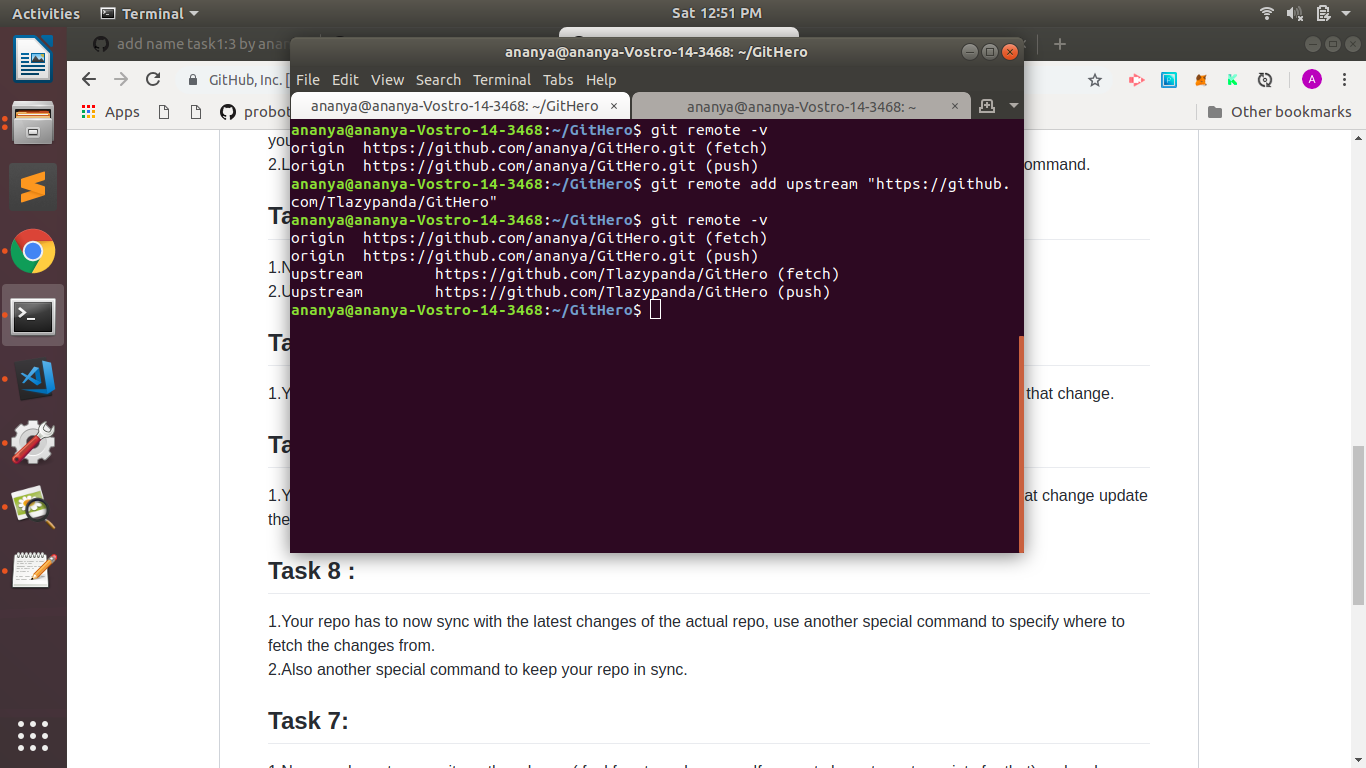 Activities Terminal Sat 12:51 PM
add name task1:3 by ana
ananya@ananya-Vostro-14-3468: ~/GitHero
File Edit View Search Terminal Tabs Help
GitHub, Inc. [
ananya@ananya-Vostro-14-3468: ~/GitHero × ananya@ananya-Vostro-14-3468: ~ ×
Apps probot Other bookmarks
ananya@ananya-Vostro-14-3468:~/GitHero$ git remote -v
origin https://github.com/ananya/GitHero.git (fetch)
origin https://github.com/ananya/GitHero.git (push)
ananya@ananya-Vostro-14-3468:~/GitHero$ git remote add upstream "https://github.
com/Tlazypanda/GitHero"
ananya@ananya-Vostro-14-3468:~/GitHero$ git remote -v
origin https://github.com/ananya/GitHero.git (fetch)
origin https://github.com/ananya/GitHero.git (push)
upstream https://github.com/Tlazypanda/GitHero (fetch)
upstream https://github.com/Tlazypanda/GitHero (push)
ananya@ananya-Vostro-14-3468:~/GitHero$
you
2.L ommand.
Ta
1.N
2.U
Ta
1.Y that change.
Ta
1.Y at change update
the
Task 8 :
1.Your repo has to now sync with the latest changes of the actual repo, use another special command to specify where to
fetch the changes from.
2.Also another special command to keep your repo in sync.
Task 7: